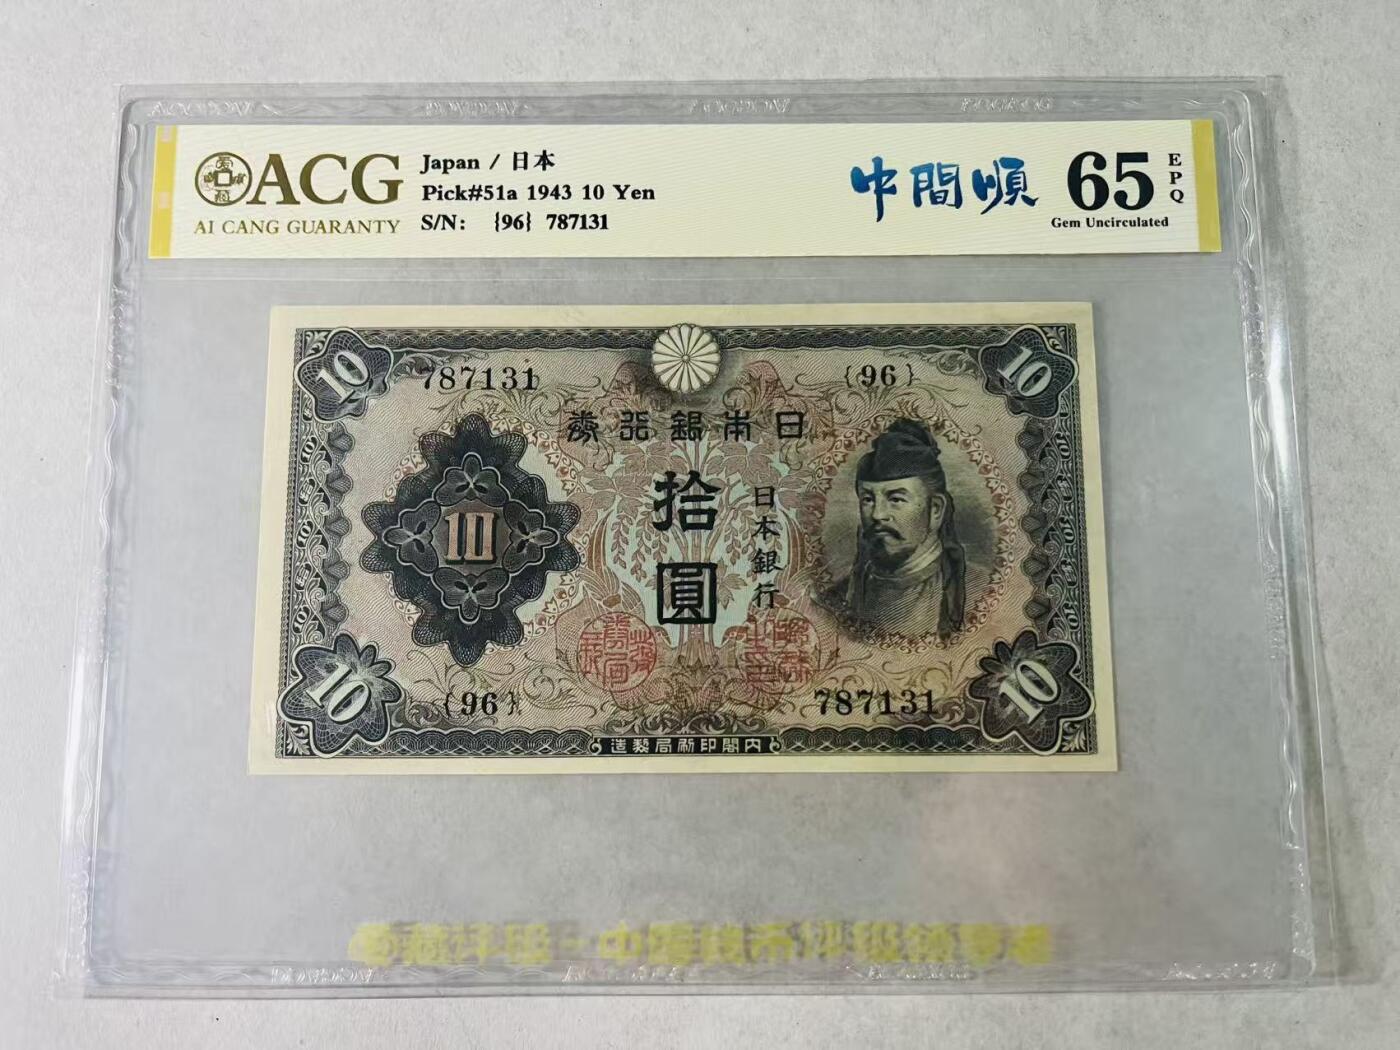 ACG
AI CANG GUARANTY
Japan / 日本
Pick#51a 1943 10 Yen
S/N: {96} 787131
中間順
65
EPQ
Gem Uncirculated
10
787131
{96}
10
日本銀行券
拾圓
日本銀行
10
10
{96}
787131
10
内閣印刷局製造